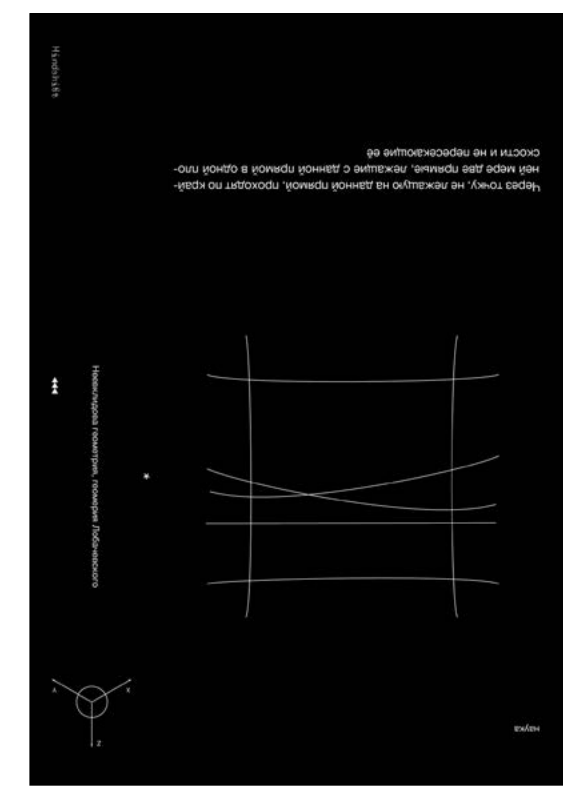 Через точку, не лежащую на данной прямой, проходят по край-
ней мере две прямые, лежащие с данной прямой в одной пло-
скости и не пересекающие её
Неевклидова геометрия, геомерия Лобачевского
наука
Y
X
Z